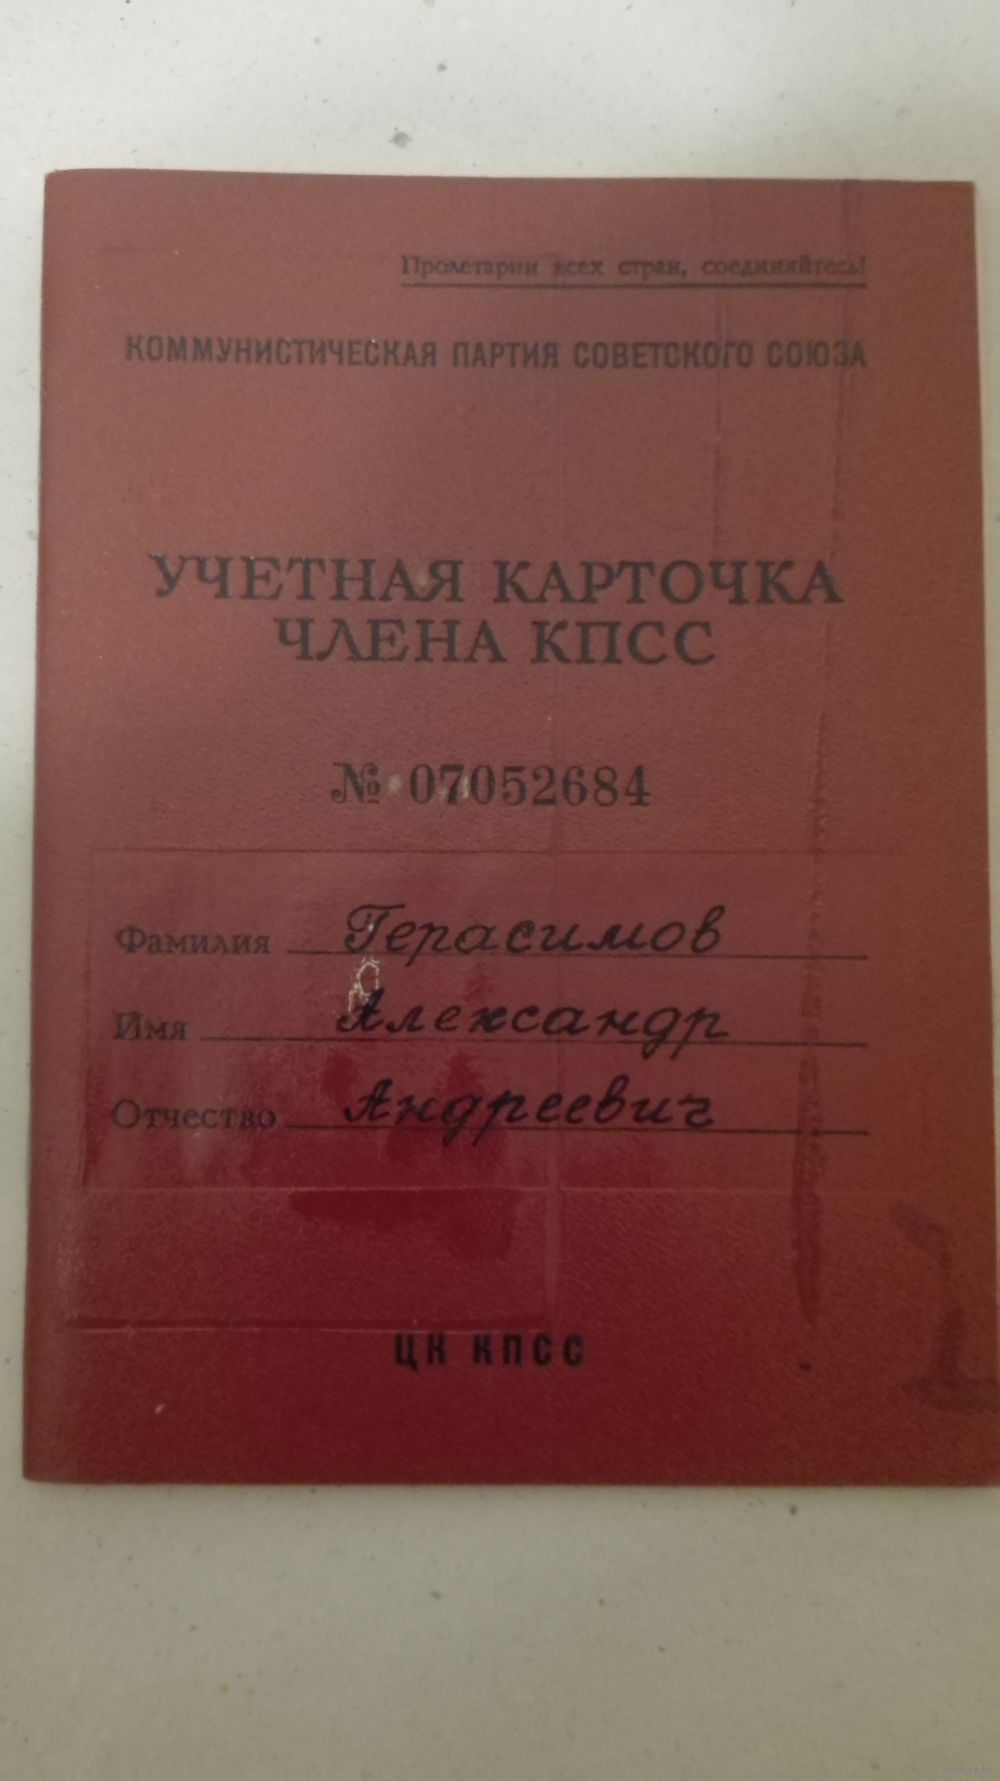 Пролетарии всех стран, соединяйтесь!
КОММУНИСТИЧЕСКАЯ ПАРТИЯ СОВЕТСКОГО СОЮЗА
УЧЕТНАЯ КАРТОЧКА
ЧЛЕНА КПСС
№ 07052684
Фамилия Герасимов
Имя Александр
Отчество Андреевич
ЦК КПСС